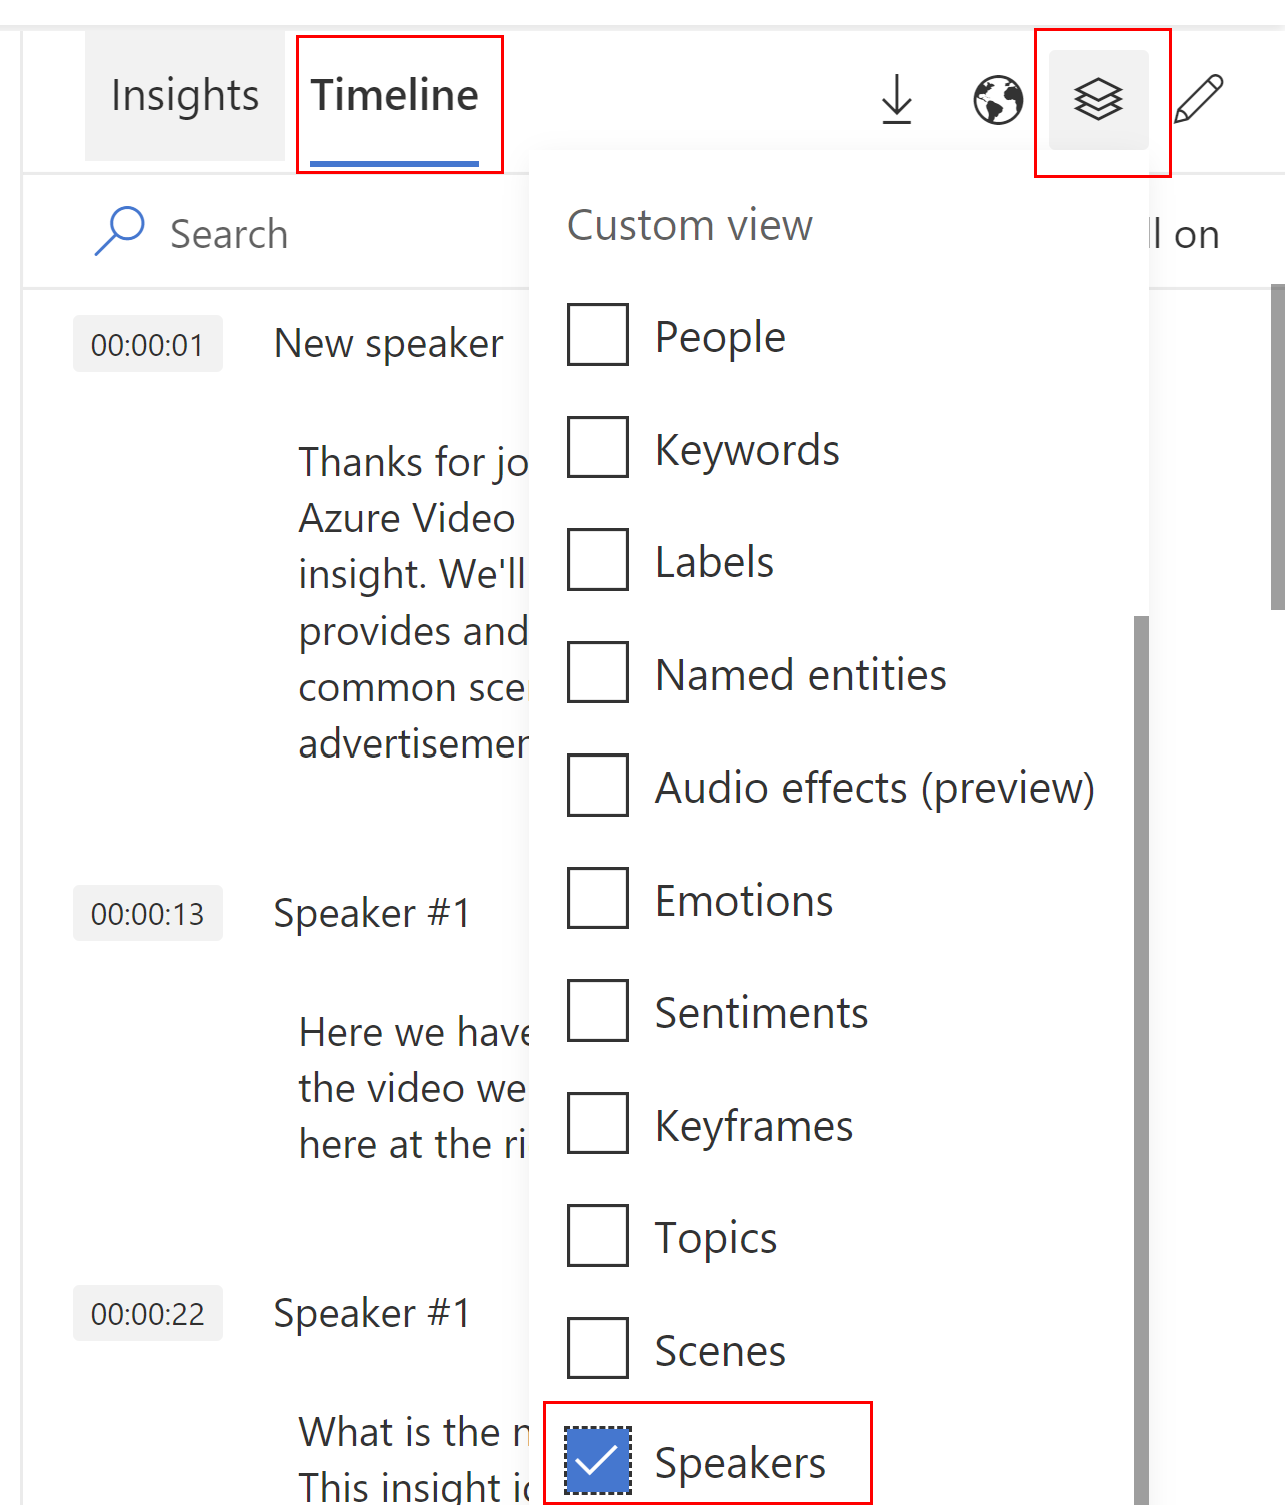 Insights
Timeline
Search
Custom view
on
People
Keywords
Labels
Named entities
Audio effects (preview)
Emotions
Sentiments
Keyframes
Topics
Scenes
Speakers
00:00:01 New speaker
Thanks for jo
Azure Video
insight. We'll
provides and
common
00:00:13 Speaker #1
Here we have
the video we
here at the
00:00:22 Speaker #1
What is the
This insight